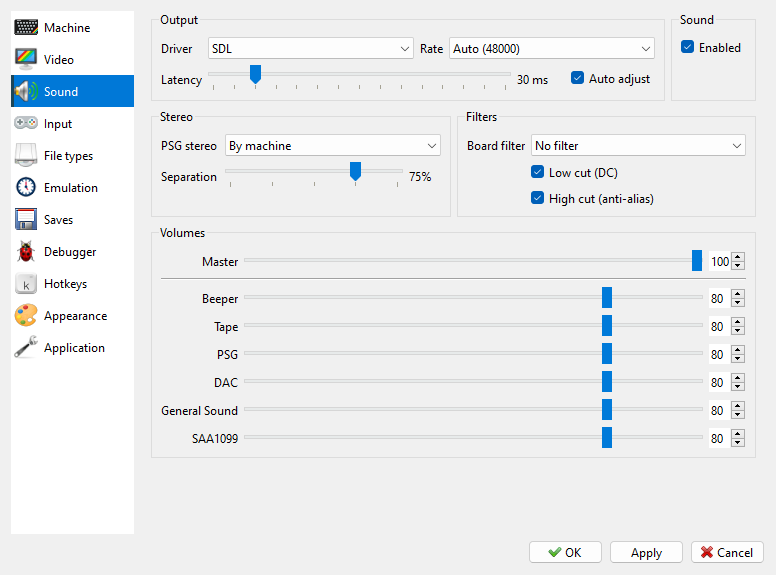 Machine
Video
Sound
Input
File types
Emulation
Saves
Debugger
k Hotkeys
Appearance
Application
Output
Driver SDL Rate Auto (48000)
Latency 30 ms Auto adjust
Sound
Enabled
Stereo
PSG stereo By machine
Separation 75%
Filters
Board filter No filter
Low cut (DC)
High cut (anti-alias)
Volumes
Master 100
Beeper 80
Tape 80
PSG 80
DAC 80
General Sound 80
SAA1099 80
OK Apply Cancel